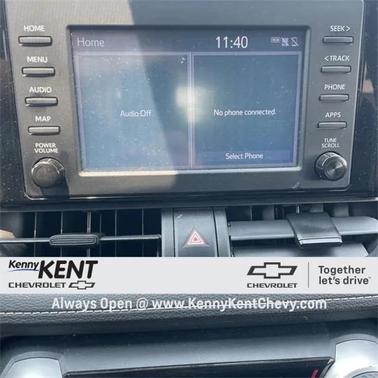 HOME
MENU
AUDIO
MAP
POWER
VOLUME
Home
11:40
Audio Off
No phone connected.
Select Phone
SEEK >
< TRACK
PHONE
APPS
TUNE
SCROLL
Kenny
KENT
CHEVROLET
CHEVROLET
Together
let's drive
Always Open @ www.KennyKentChevy.com